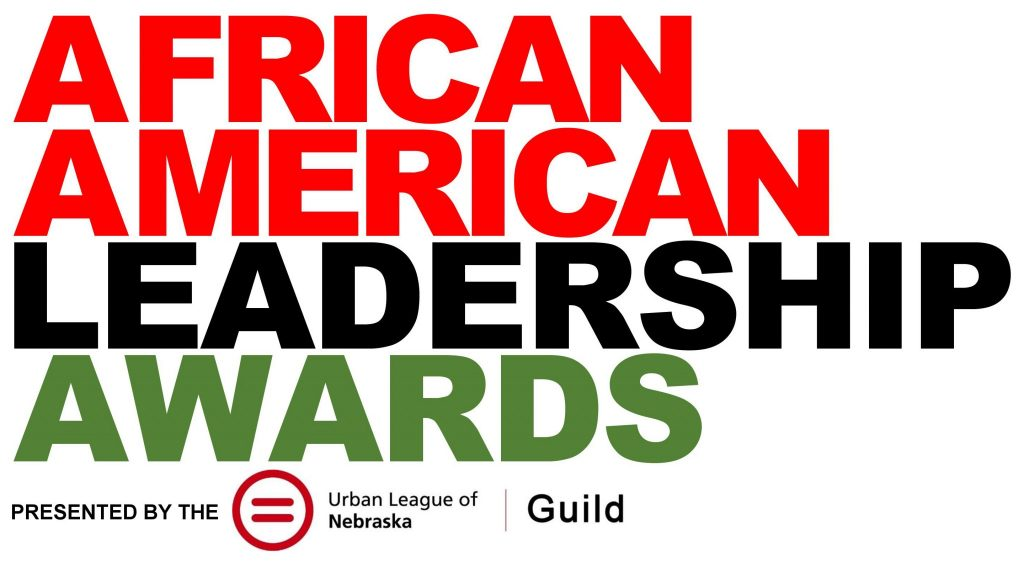 AFRICAN
AMERICAN
LEADERSHIP
AWARDS
PRESENTED BY THE Urban League of Nebraska Guild